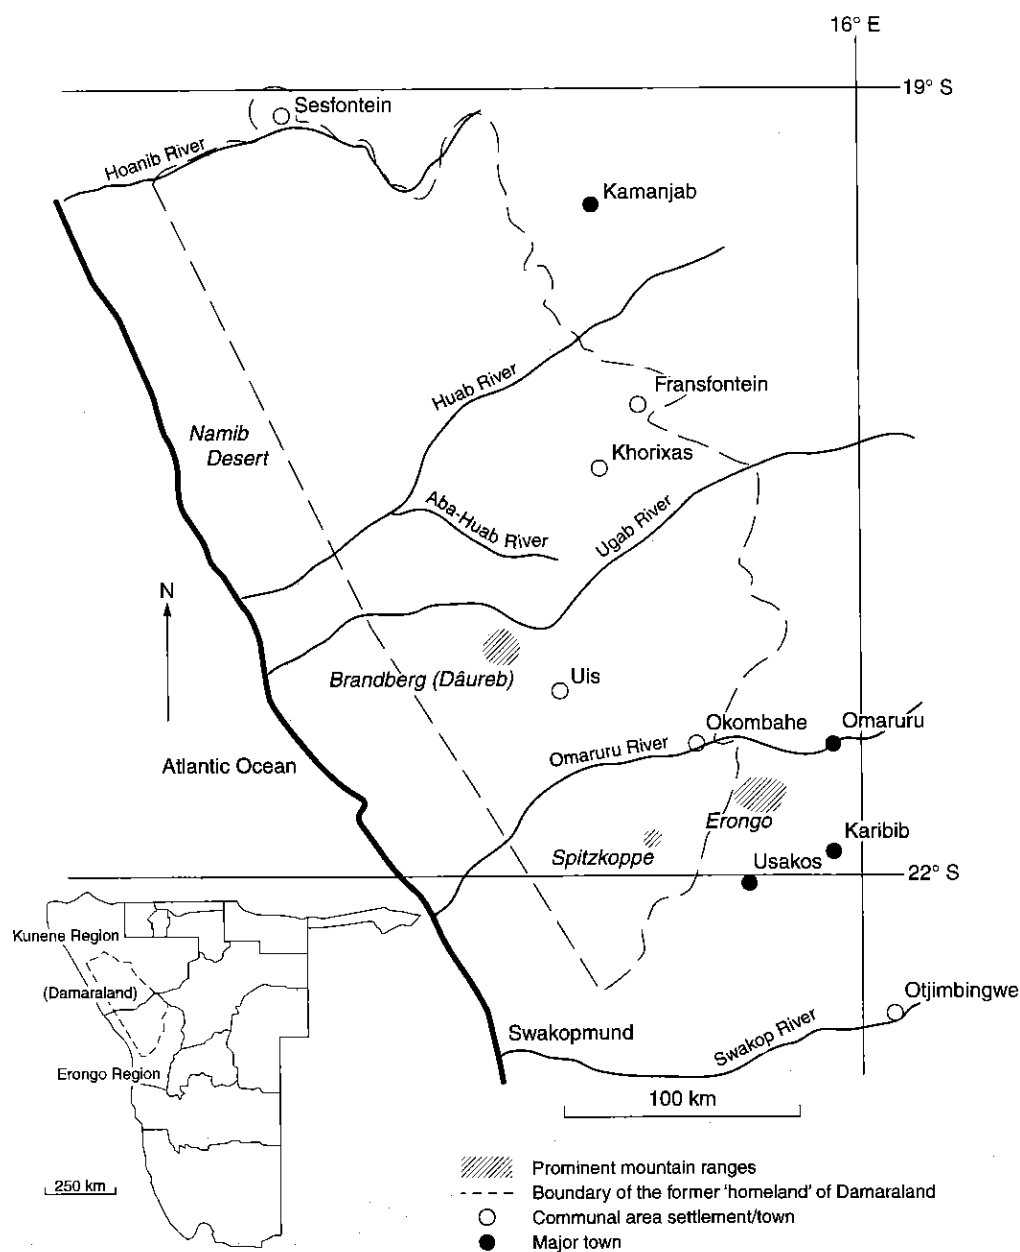 16° E
19° S
Sesfontein
Hoanib River
Kamanjab
Huab River
Fransfontein
Namib
Desert
Khorixas
Aba-Huab River
Ugab River
N
Brandberg (Dâureb)
Uis
Okombahe
Omaruru
Omaruru River
Atlantic Ocean
Erongo
Karibib
Spitzkoppe
Usakos
22° S
Kunene Region
(Damaraland)
Otjimbingwe
Swakopmund
Swakop River
Erongo Region
100 km
250 km
Prominent mountain ranges
Boundary of the former 'homeland' of Damaraland
Communal area settlement/town
Major town